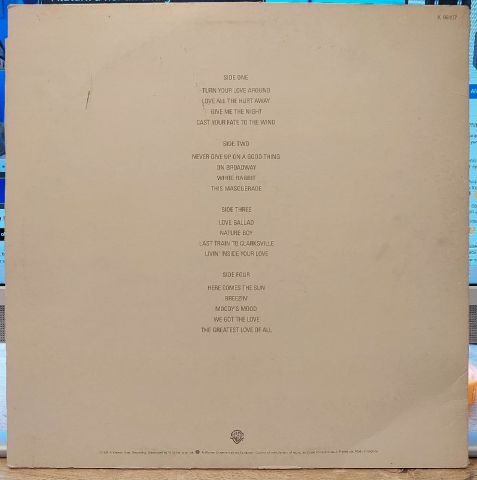 SIDE ONE
TURN YOUR LOVE AROUND
LOVE ALL THE HURT AWAY
GIVE ME THE NIGHT
CAST YOUR FATE TO THE WIND
SIDE TWO
NEVER GIVE UP ON A GOOD THING
ON BROADWAY
WHITE RABBIT
THIS MASQUERADE
SIDE THREE
LOVE BALLAD
NATURE BOY
LAST TRAIN TO CLARKSVILLE
LIVIN' INSIDE YOUR LOVE
SIDE FOUR
HERE COMES THE SUN
BREEZIN'
MOODY'S MOOD
WE GOT THE LOVE
THE GREATEST LOVE OF ALL